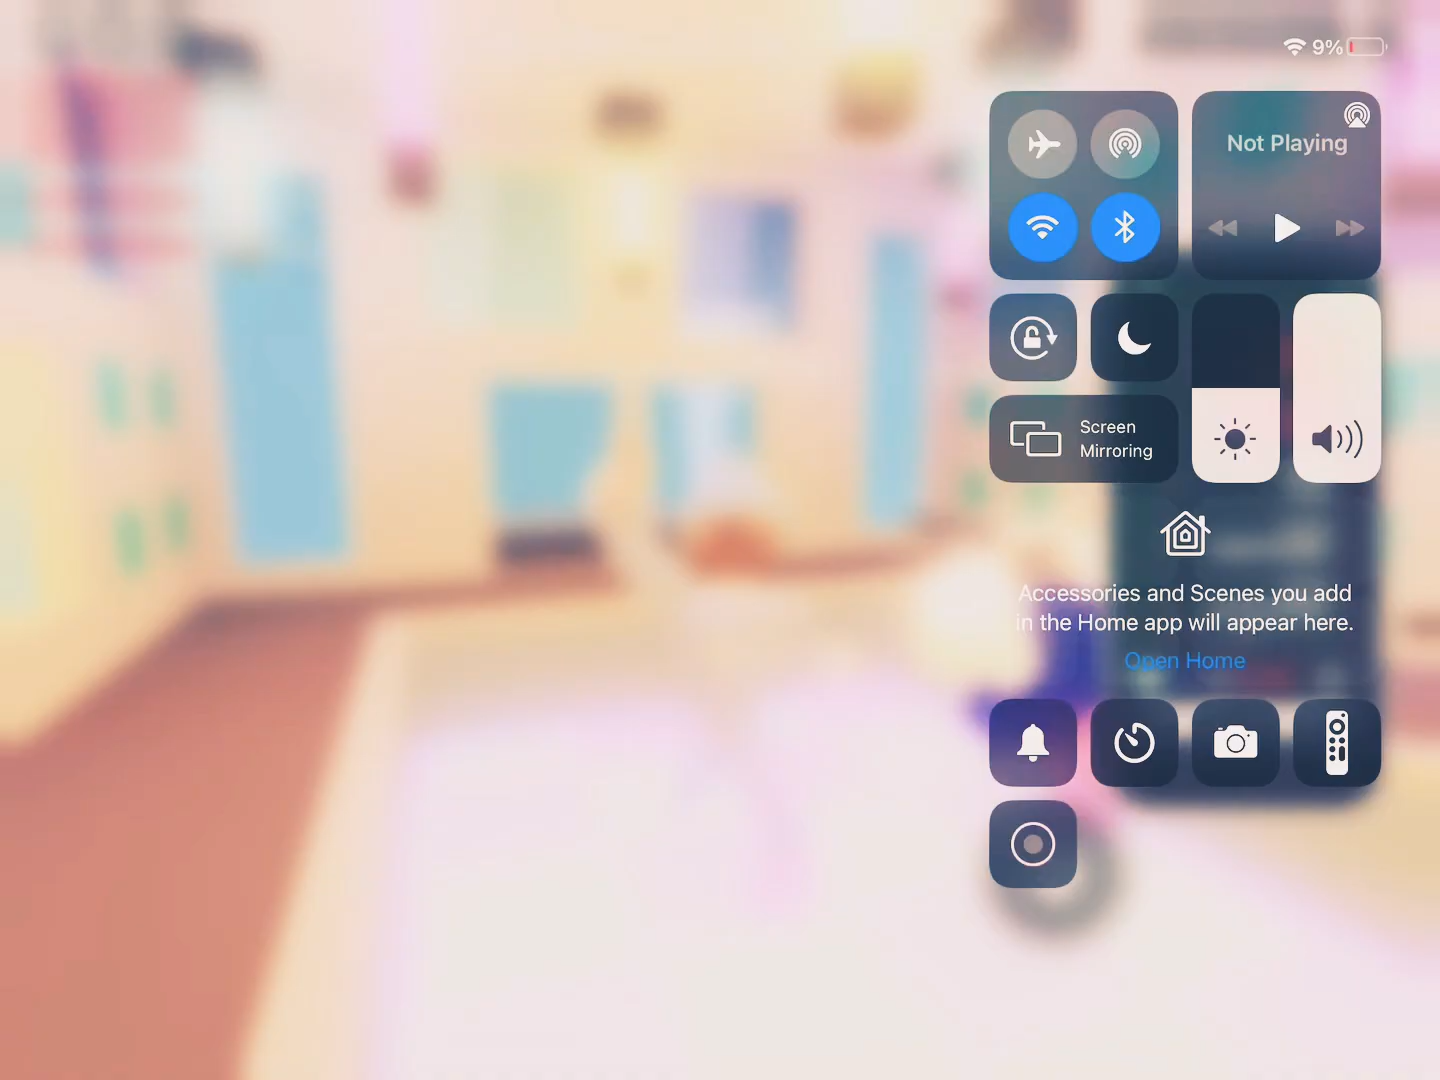 9%
Not Playing
Screen
Mirroring
Accessories and Scenes you add
in the Home app will appear here.
Open Home